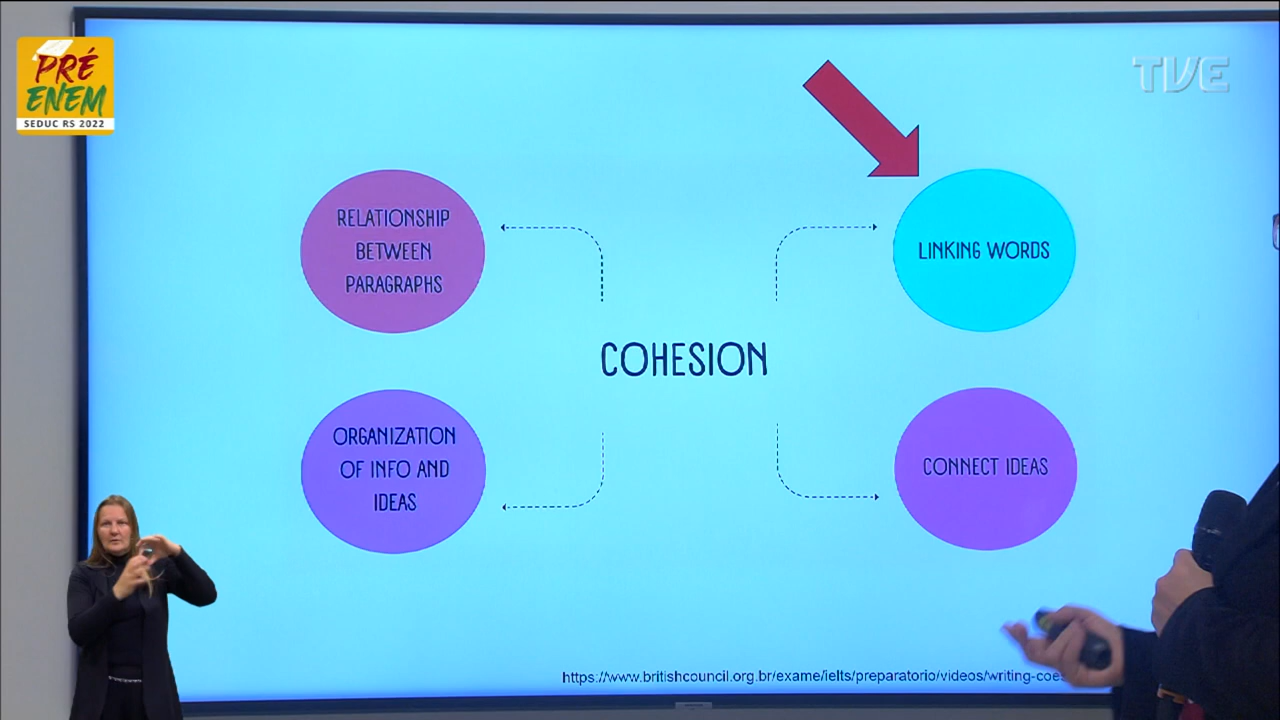 PRÉ
ENEM
SEDUC RS 2022
TVE
RELATIONSHIP
BETWEEN
PARAGRAPHS
LINKING WORDS
COHESION
ORGANIZATION
OF INFO AND
IDEAS
CONNECT IDEAS
https://www.britishcouncil.org.br/exame/ielts/preparatorio/videos/writing-coes